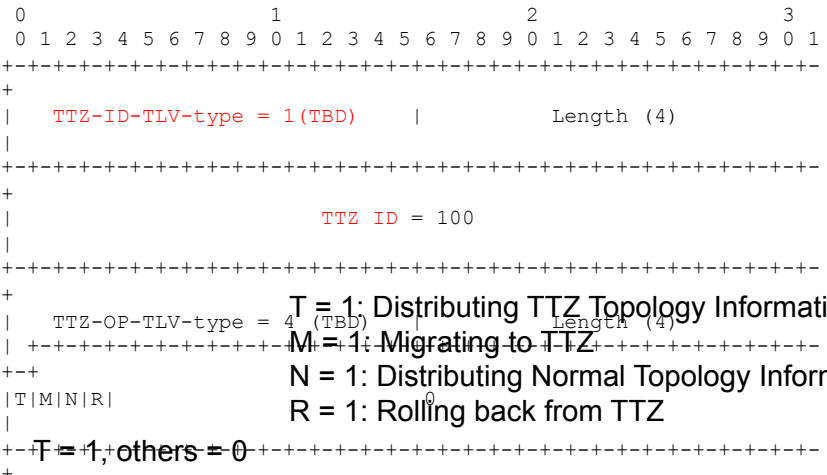 0                   1                   2                   3
0 1 2 3 4 5 6 7 8 9 0 1 2 3 4 5 6 7 8 9 0 1 2 3 4 5 6 7 8 9 0 1
+-+-+-+-+-+-+-+-+-+-+-+-+-+-+-+-+-+-+-+-+-+-+-+-+-+-+-+-+-+-+-+-
+
| TTZ-ID-TLV-type = 1(TBD) | Length (4)
|
+-+-+-+-+-+-+-+-+-+-+-+-+-+-+-+-+-+-+-+-+-+-+-+-+-+-+-+-+-+-+-+-
+
| TTZ ID = 100
|
+-+-+-+-+-+-+-+-+-+-+-+-+-+-+-+-+-+-+-+-+-+-+-+-+-+-+-+-+-+-+-+-
+
T = 1: Distributing TTZ Topology Informati
| TTZ-OP-TLV-type = 4 (TBD) | Length (4)
| +-+-+-+-+-+-+-+-+-+-+-+-+-+-+-+-+-+-+-+-+-+-+-+-+-+-+-+-+-+-+-
M = 1: Migrating to TTZ
+-+
N = 1: Distributing Normal Topology Infor
|T|M|N|R| 0
R = 1: Rolling back from TTZ
|
+-+-+-+-+-+-+-+-+-+-+-+-+-+-+-+-+-+-+-+-+-+-+-+-+-+-+-+-+-+-+-+-
T = 1, others = 0
+